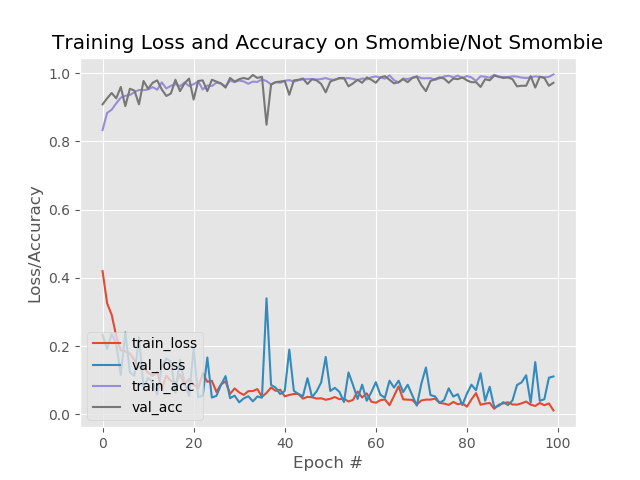 Training Loss and Accuracy on Smombie/Not Smombie
1.0
0.8
0.6
0.4
0.2
0.0
Loss/Accuracy
train_loss
val_loss
train_acc
val_acc
0 20 40 60 80 100
Epoch #